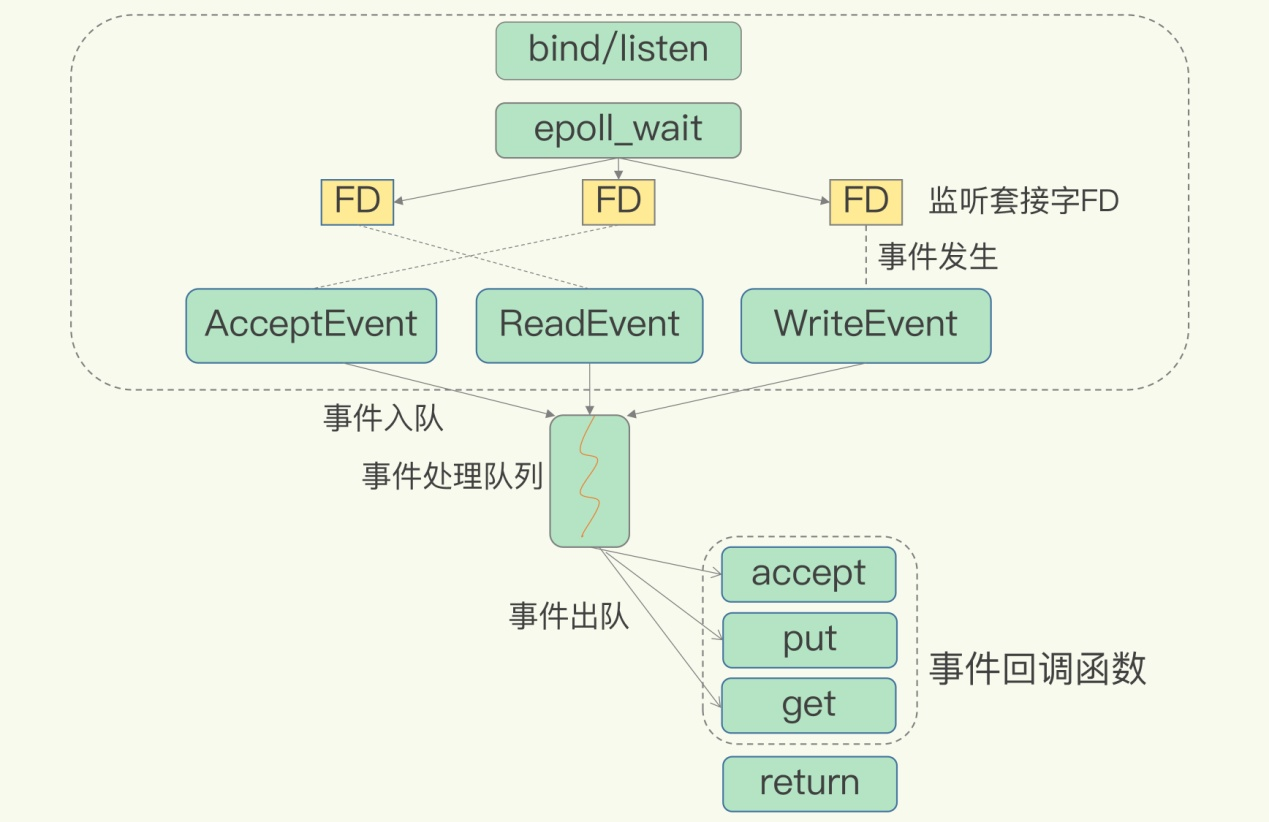 bind/listen
epoll_wait
FD
FD
FD
监听套接字FD
事件发生
AcceptEvent
ReadEvent
WriteEvent
事件入队
事件处理队列
accept
事件出队
put
事件回调函数
get
return